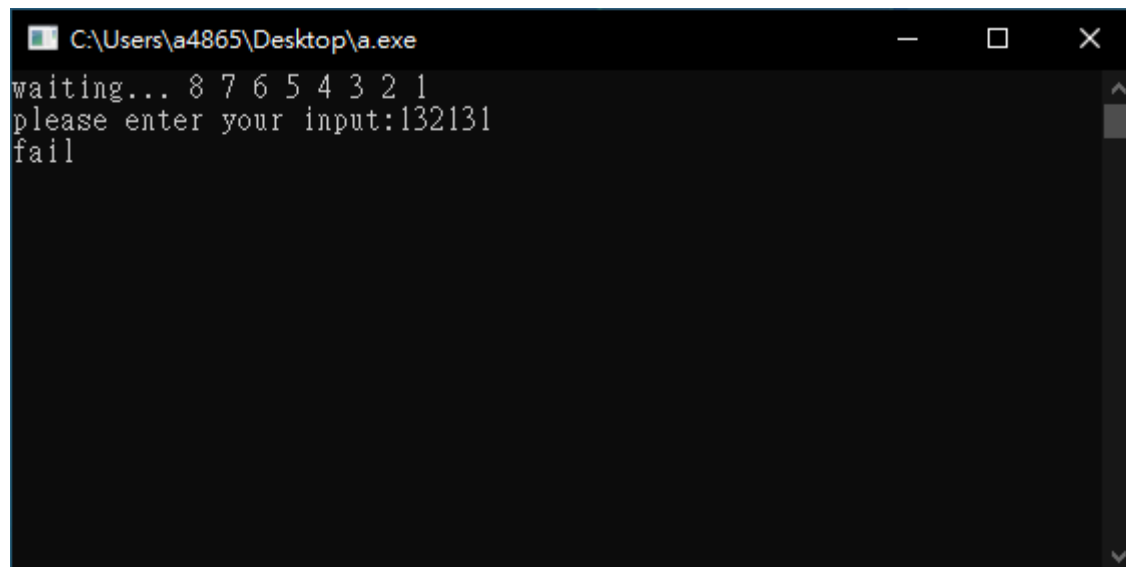 C:\Users\a4865\Desktop\a.exe
waiting... 8 7 6 5 4 3 2 1
please enter your input:132131
fail